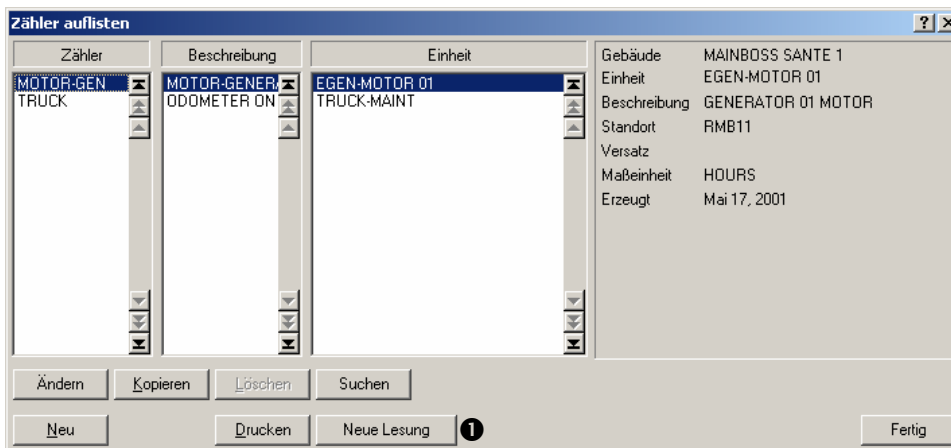 Zähler auflisten
Zähler Beschreibung Einheit
MOTOR-GEN MOTOR-GENER EGEN-MOTOR 01
TRUCK ODOMETER ON TRUCK-MAINT
Gebäude MAINBOSS SANTE 1
Einheit EGEN-MOTOR 01
Beschreibung GENERATOR 01 MOTOR
Standort RMB11
Versatz
Maßeinheit HOURS
Erzeugt Mai 17, 2001
Ändern Kopieren Löschen Suchen
Neu Drucken Neue Lesung ❶ Fertig